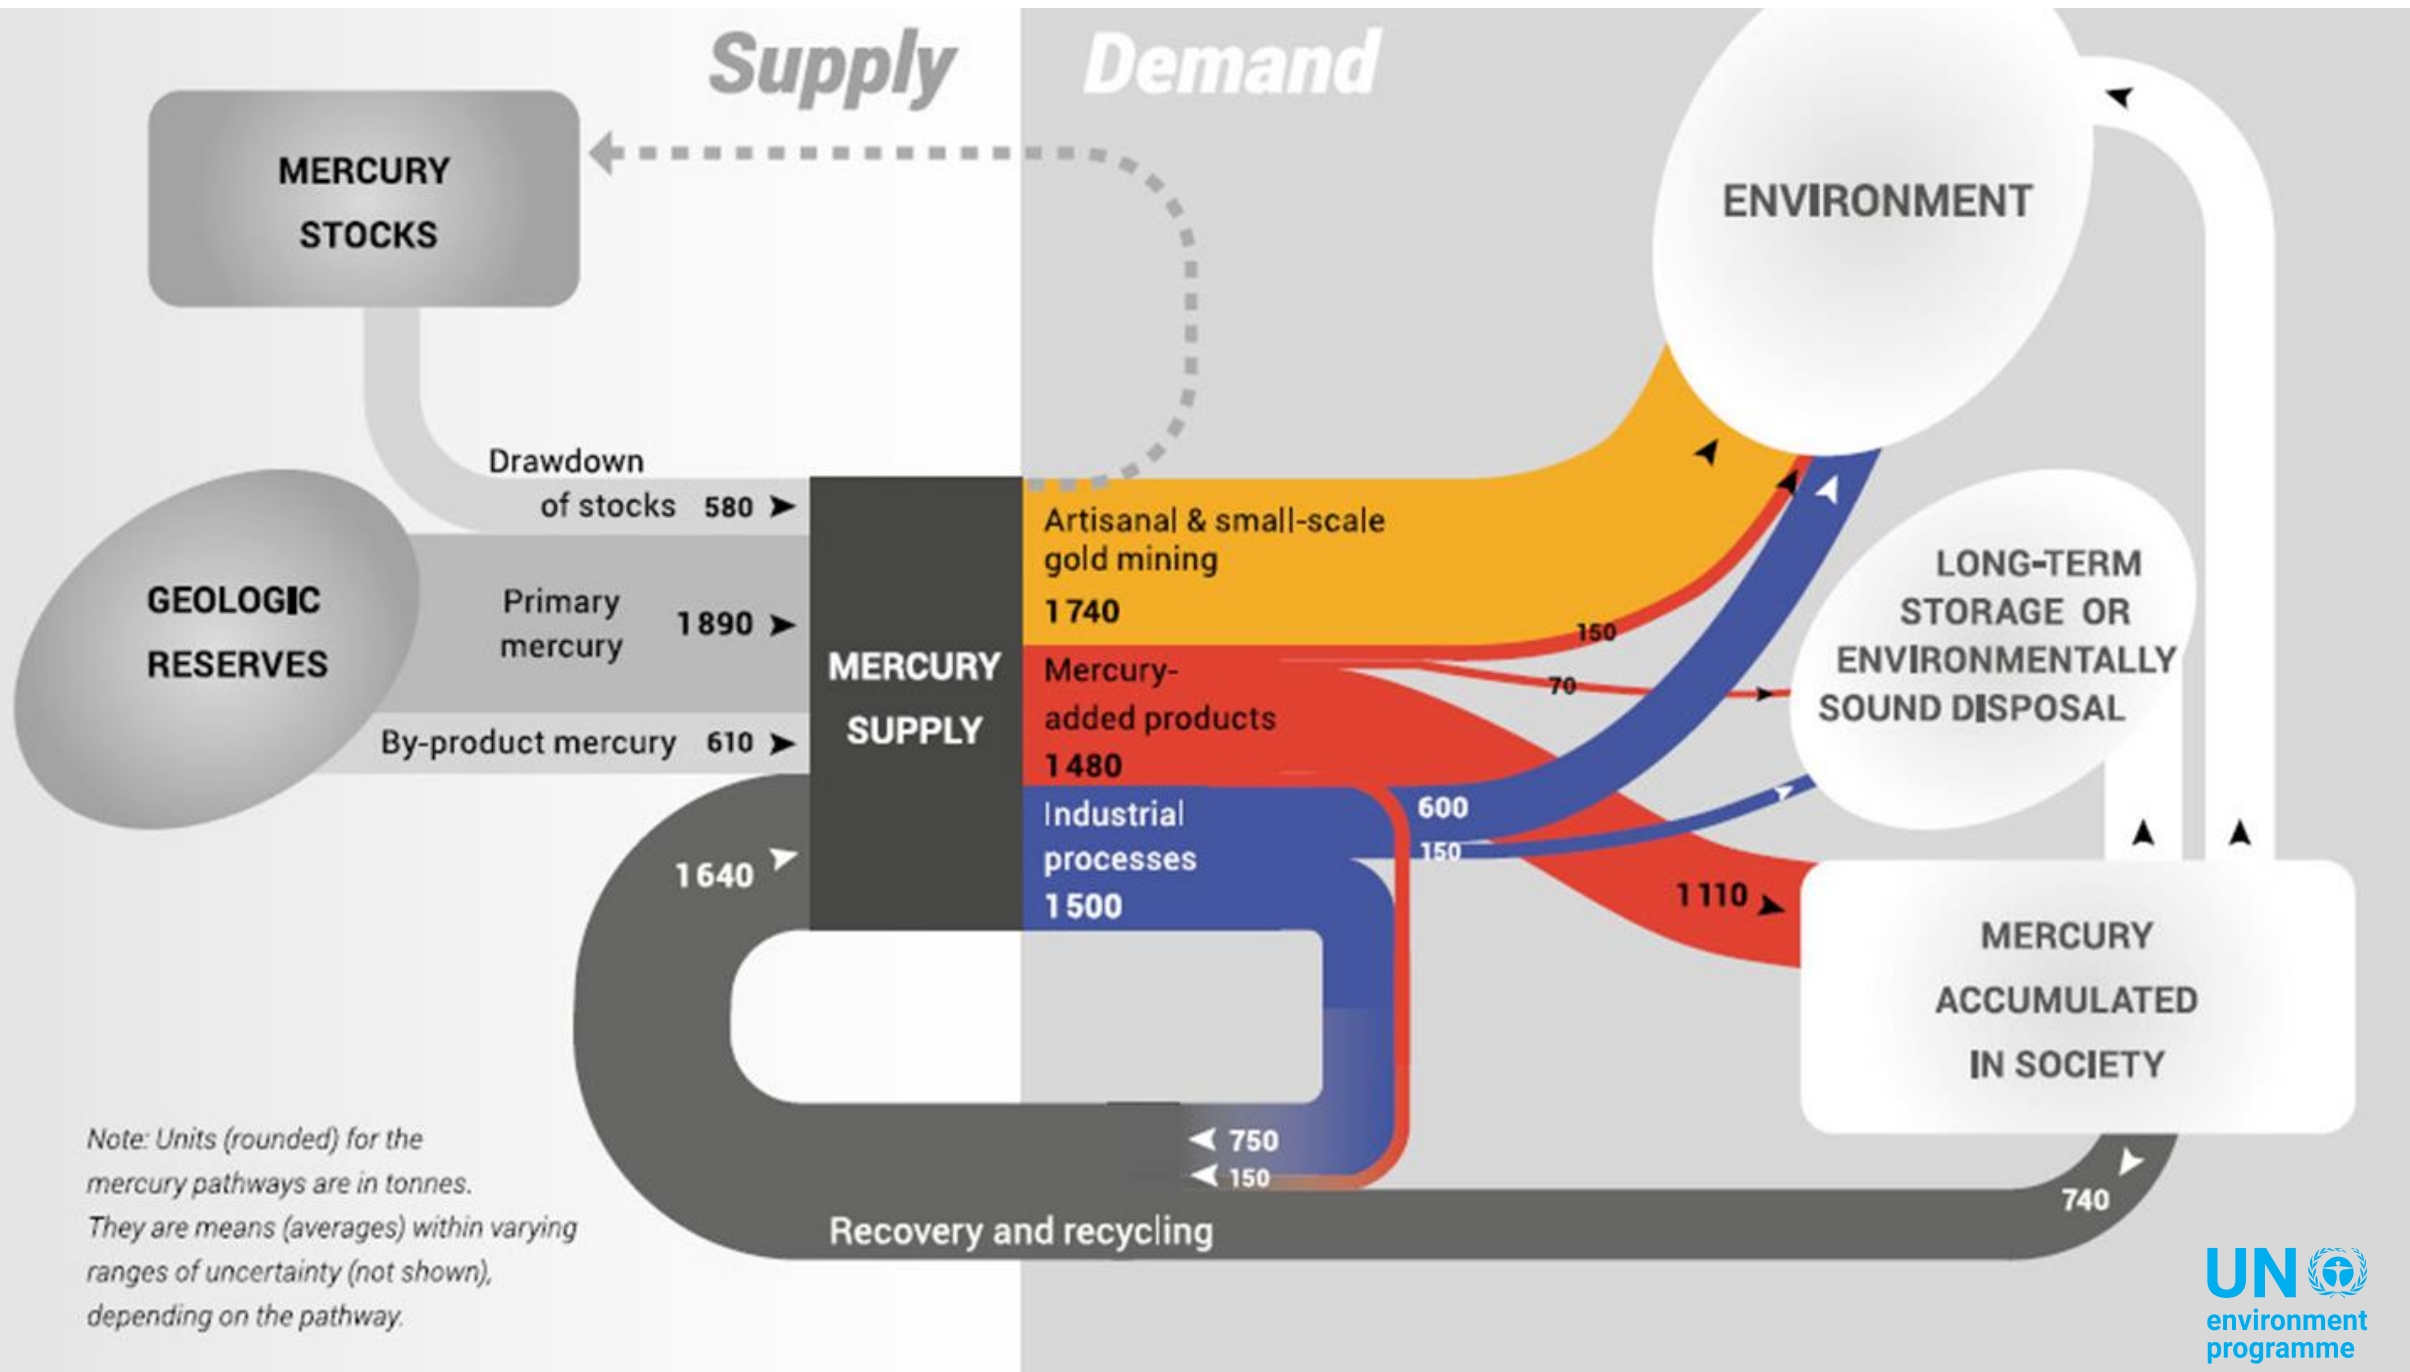 Supply
Demand
MERCURY
STOCKS
ENVIRONMENT
Drawdown
of stocks 580
GEOLOGIC
RESERVES
Primary
mercury
1 890
By-product mercury 610
MERCURY
SUPPLY
Artisanal & small-scale
gold mining
1 740
Mercury-
added products
1 480
Industrial
processes
1 500
150
70
600
150
1 110
LONG-TERM
STORAGE OR
ENVIRONMENTALLY
SOUND DISPOSAL
1 640
MERCURY
ACCUMULATED
IN SOCIETY
750
150
740
Recovery and recycling
Note: Units (rounded) for the
mercury pathways are in tonnes.
They are means (averages) within varying
ranges of uncertainty (not shown),
depending on the pathway.
UN
environment
programme